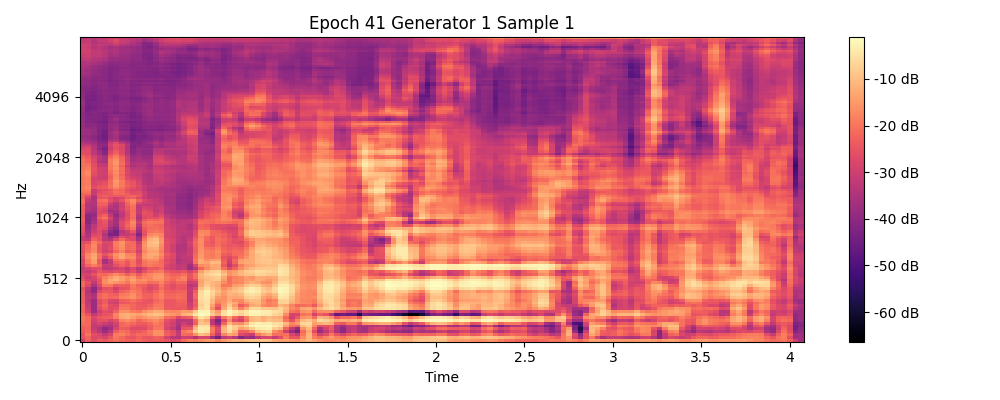 Epoch 41 Generator 1 Sample 1
Hz
4096
2048
1024
512
0
0 0.5 1 1.5 2 2.5 3 3.5 4
Time
-10 dB
-20 dB
-30 dB
-40 dB
-50 dB
-60 dB